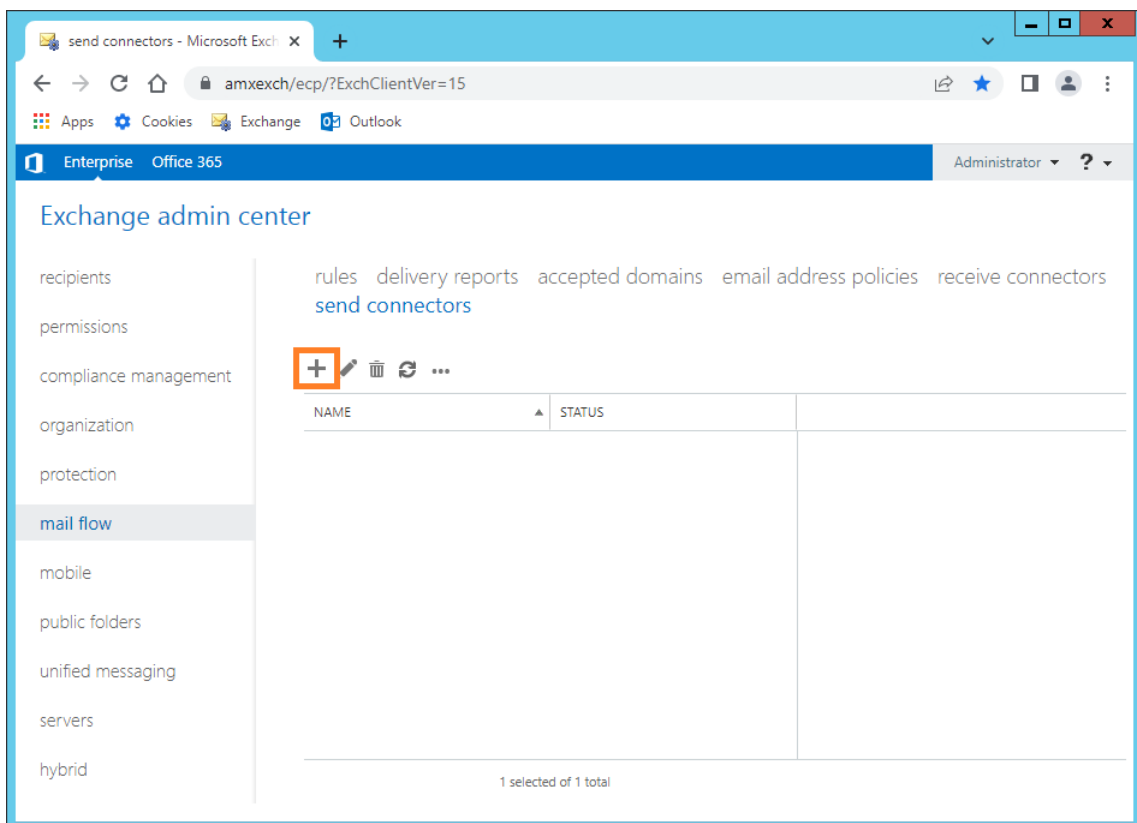 send connectors - Microsoft Exch
amxexch/ecp/?ExchClientVer=15
Apps Cookies Exchange Outlook
Enterprise Office 365 Administrator ?
Exchange admin center
rules delivery reports accepted domains email address policies receive connectors
send connectors
recipients
permissions
compliance management
organization
protection
mail flow
mobile
public folders
unified messaging
servers
hybrid
NAME STATUS
1 selected of 1 total